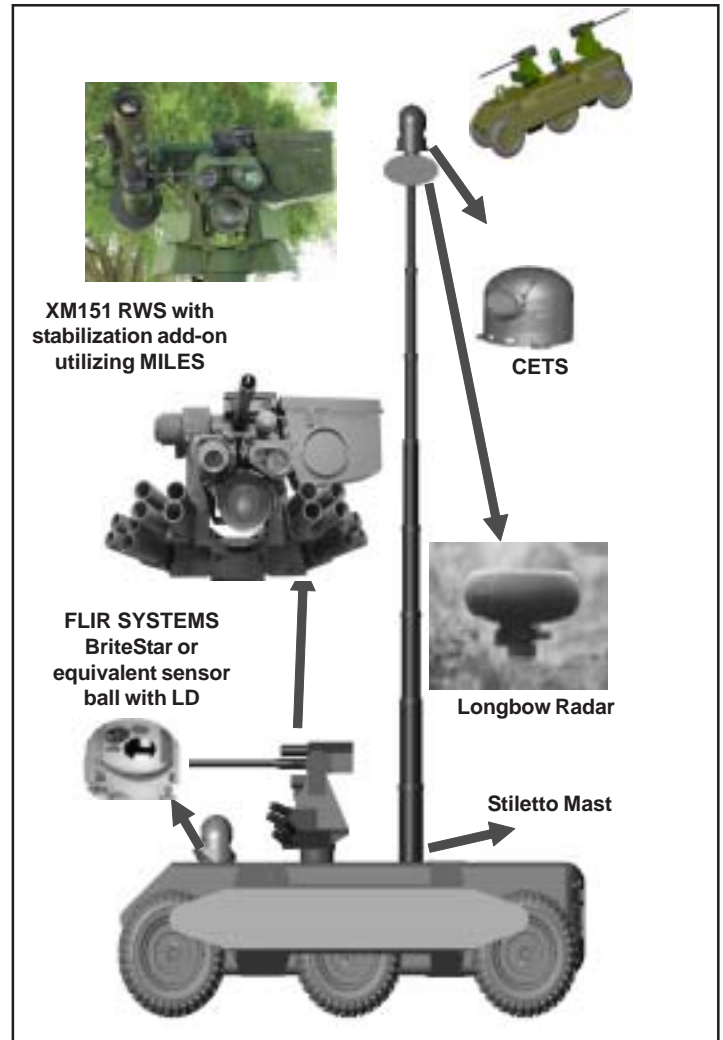 XM151 RWS with
stabilization add-on
utilizing MILES
CETS
FLIR SYSTEMS
BriteStar or
equivalent sensor
ball with LD
Longbow Radar
Stiletto Mast